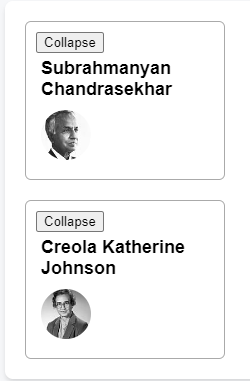 Collapse
Subrahmanyan
Chandrasekhar
Collapse
Creola Katherine
Johnson